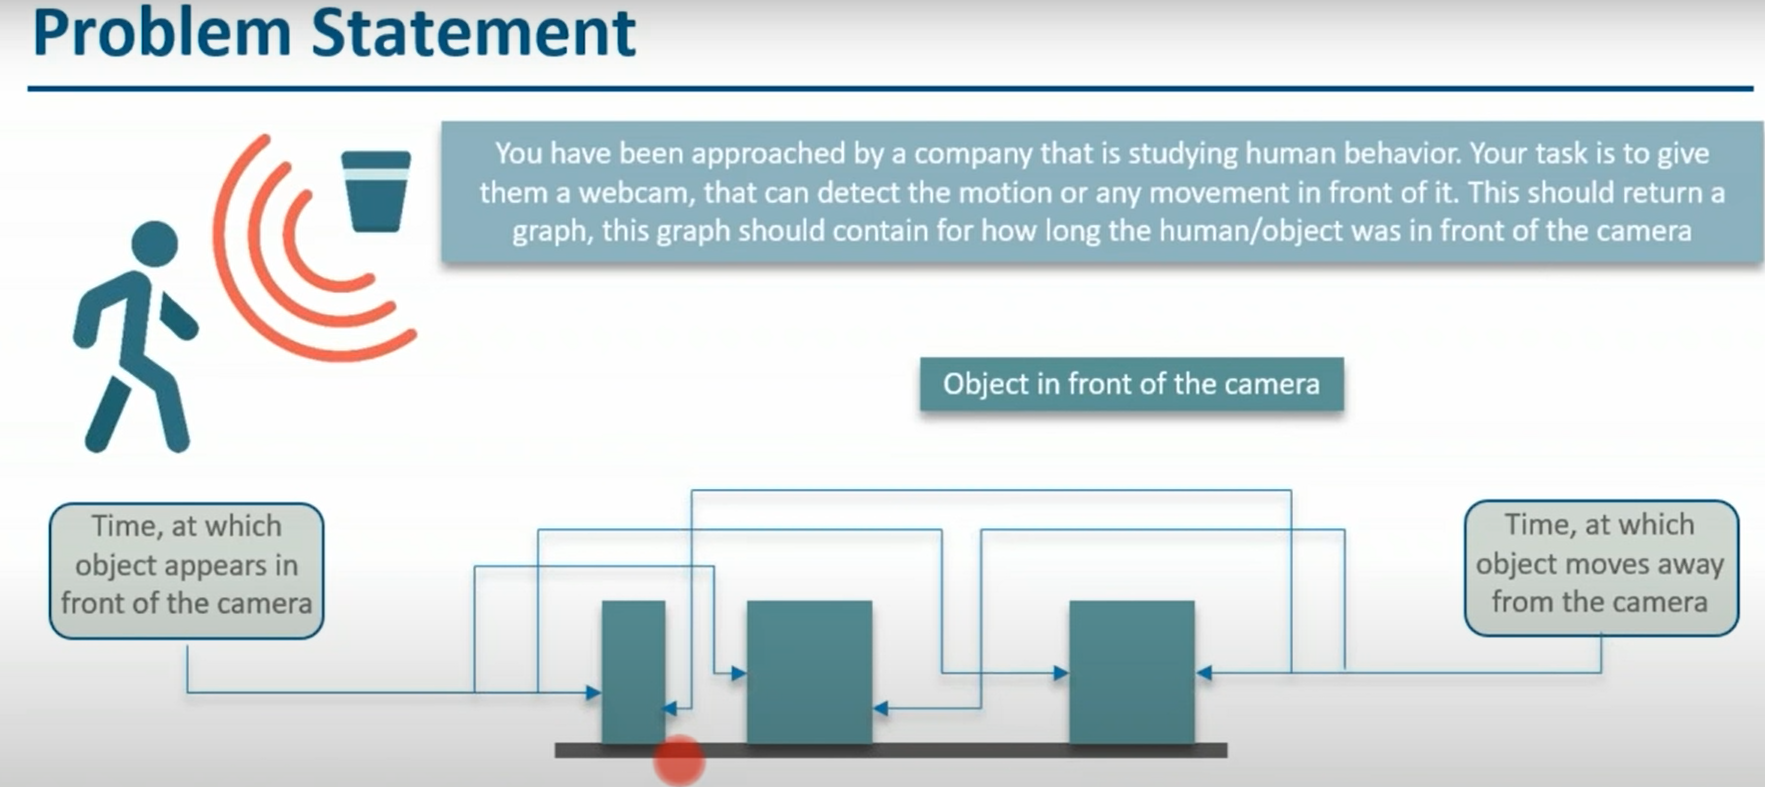 Problem Statement
You have been approached by a company that is studying human behavior. Your task is to give
them a webcam, that can detect the motion or any movement in front of it. This should return a
graph, this graph should contain for how long the human/object was in front of the camera
Object in front of the camera
Time, at which
object appears in
front of the camera
Time, at which
object moves away
from the camera